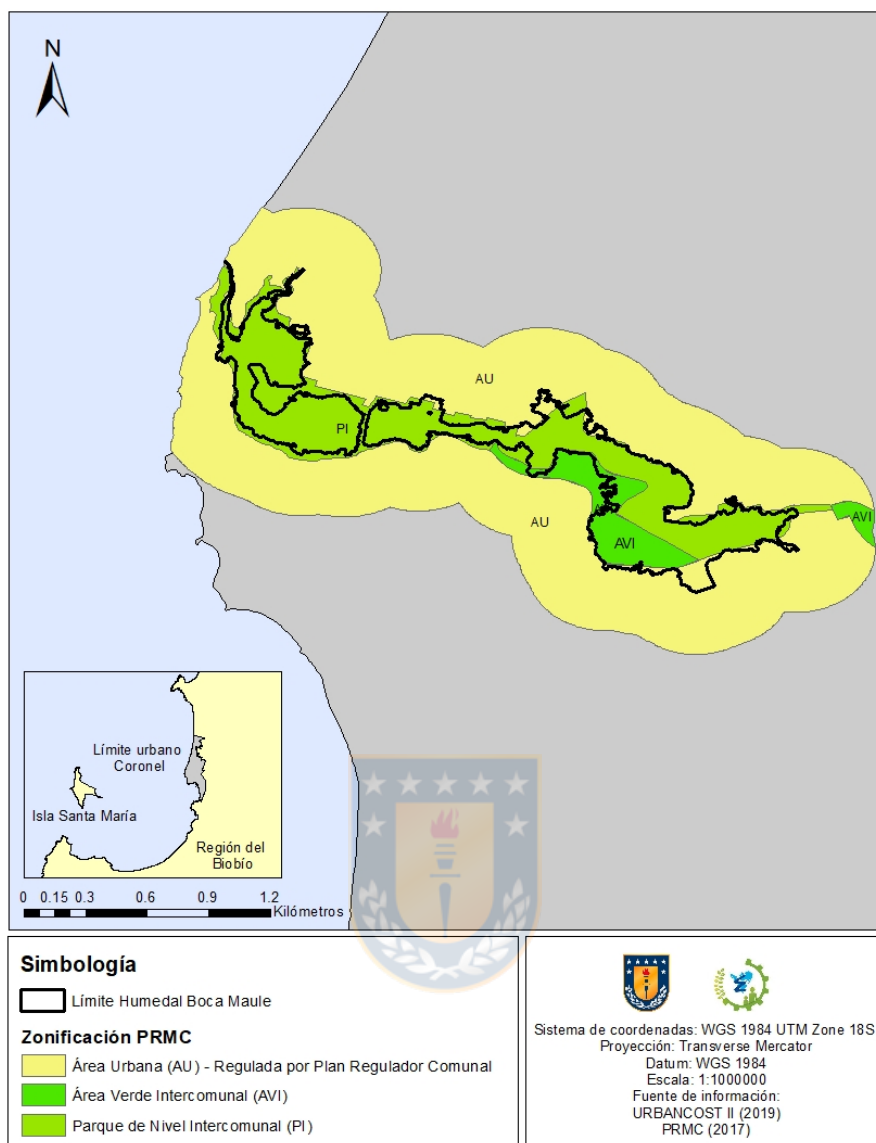 N
AU
PI
AU
AVI
AVI
Límite urbano
Coronel
Isla Santa María
Región del
Biobío
0 0.15 0.3 0.6 0.9 1.2
Kilómetros
Simbología
Límite Humedal Boca Maule
Zonificación PRMC
Área Urbana (AU) - Regulada por Plan Regulador Comunal
Área Verde Intercomunal (AVI)
Parque de Nivel Intercomunal (PI)
Sistema de coordenadas: WGS 1984 UTM Zone 18S
Proyección: Transverse Mercator
Datum: WGS 1984
Escala: 1:1000000
Fuente de información:
URBANCOST II (2019)
PRMC (2017)